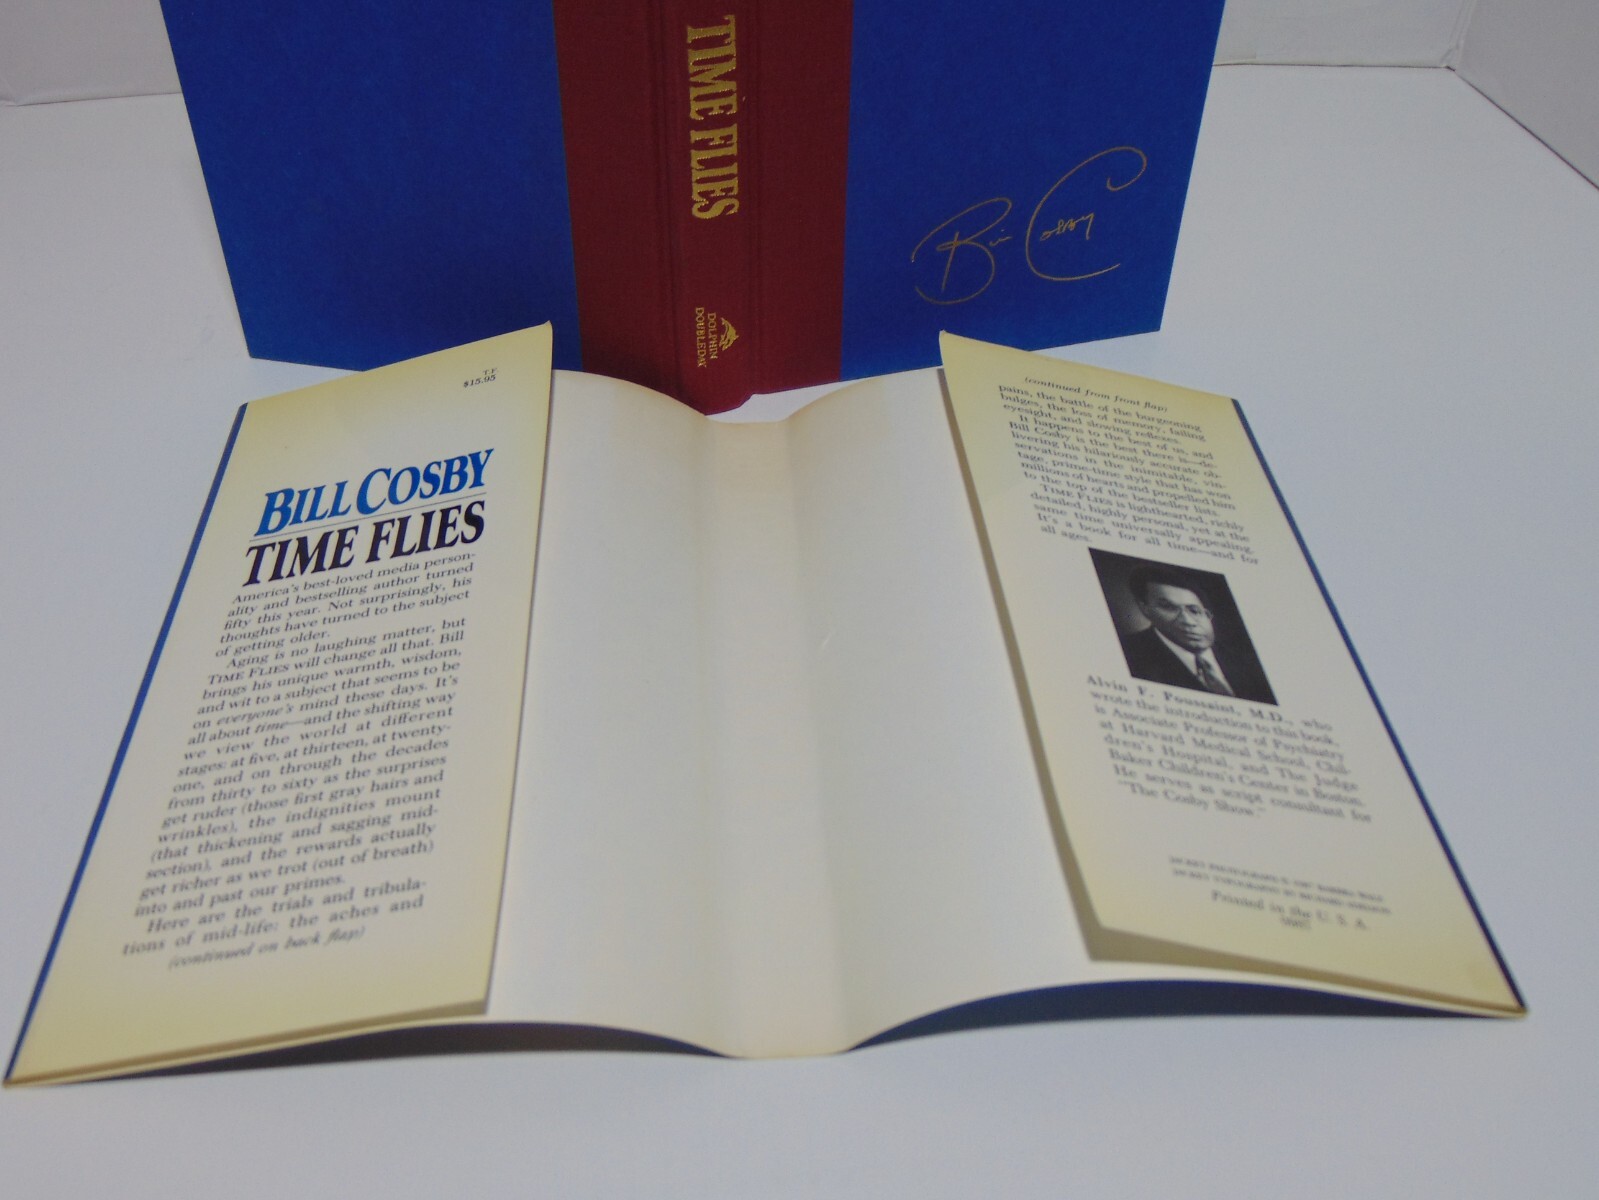 TIME FLIES
DOLPHIN
DOUBLEDAY
Bill Cosby
T.F
$15.95
BILL COSBY
TIME FLIES
America's best-loved media person-
ality and bestselling author turned
fifty this year. Not surprisingly, his
thoughts have turned to the subject
of getting older.
Aging is no laughing matter, but
TIME FLIES will change all that. Bill
brings his unique warmth, wisdom,
and wit to a subject that seems to be
on everyone's mind these days. It's
all about time—and the shifting way
we view the world at different
stages: at five, at thirteen, at twenty-
one, and on through the decades
from thirty to sixty as the surprises
get ruder (those first gray hairs and
wrinkles), the indignities mount
(that thickening and sagging mid-
section), and the rewards actually
get richer as we trot (out of breath)
into and past our primes.
Here are the trials and tribula-
tions of mid-life: the aches and
(continued on back flap)
(continued from front flap)
pains, the battle of the burgeoning
bulges, the loss of memory, failing
eyesight, and slowing reflexes.
It happens to the best of us, and
Bill Cosby is the best there is—de-
livering his hilariously accurate ob-
servations in the inimitable, vin-
tage, prime-time style that has won
millions of hearts and propelled him
to the top of the bestseller lists.
TIME FLIES is lighthearted, richly
detailed, highly personal, yet at the
same time universally appealing.
It's a book for all time—and for
all ages.
Alvin F. Poussaint, M.D., who
wrote the introduction to this book,
is Associate Professor of Psychiatry
at Harvard Medical School, Chil-
dren's Hospital, and The Judge
Baker Children's Center in Boston.
He serves as script consultant for
"The Cosby Show."
JACKET PHOTOGRAPH © 1987
JACKET TYPOGRAPHY BY RICHARD
Printed in the U. S. A.